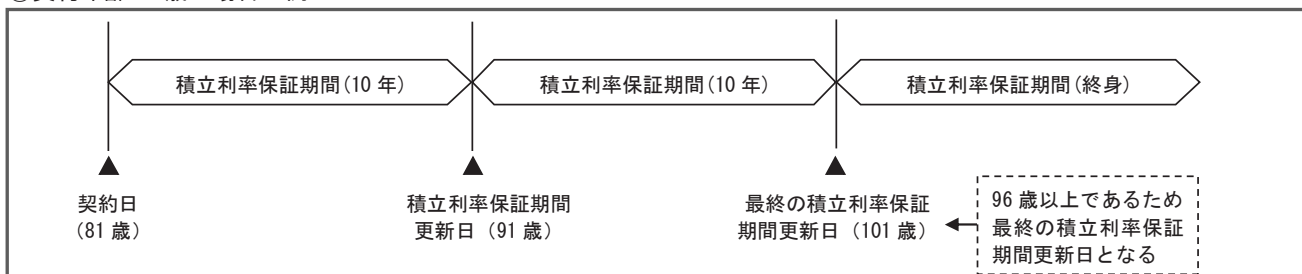 積立利率保証期間(10 年)
積立利率保証期間(10 年)
積立利率保証期間(終身)
契約日
(81 歳)
積立利率保証期間
更新日（91 歳）
最終の積立利率保証
期間更新日（101 歳）
96 歳以上であるため
最終の積立利率保証
期間更新日となる